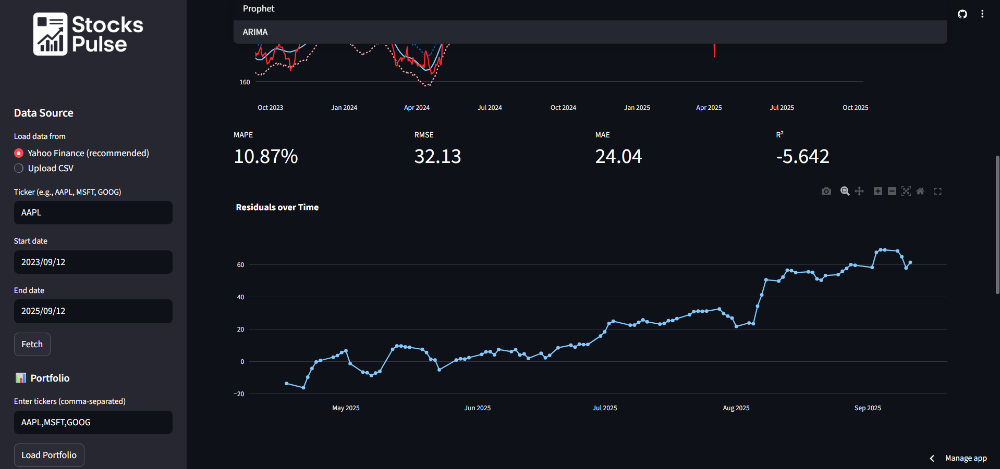 Stocks
Pulse
Data Source
Load data from
Yahoo Finance (recommended)
Upload CSV
Ticker (e.g., AAPL, MSFT, GOOG)
AAPL
Start date
2023/09/12
End date
2025/09/12
Fetch
Portfolio
Enter tickers (comma-separated)
AAPL,MSFT,GOOG
Load Portfolio
Prophet
ARIMA
160
Oct 2023 Jan 2024 Apr 2024 Jul 2024 Oct 2024 Jan 2025 Apr 2025 Jul 2025 Oct 2025
MAPE RMSE MAE R²
10.87% 32.13 24.04 -5.642
Residuals over Time
60
40
20
0
−20
May 2025 Jun 2025 Jul 2025 Aug 2025 Sep 2025
Manage app